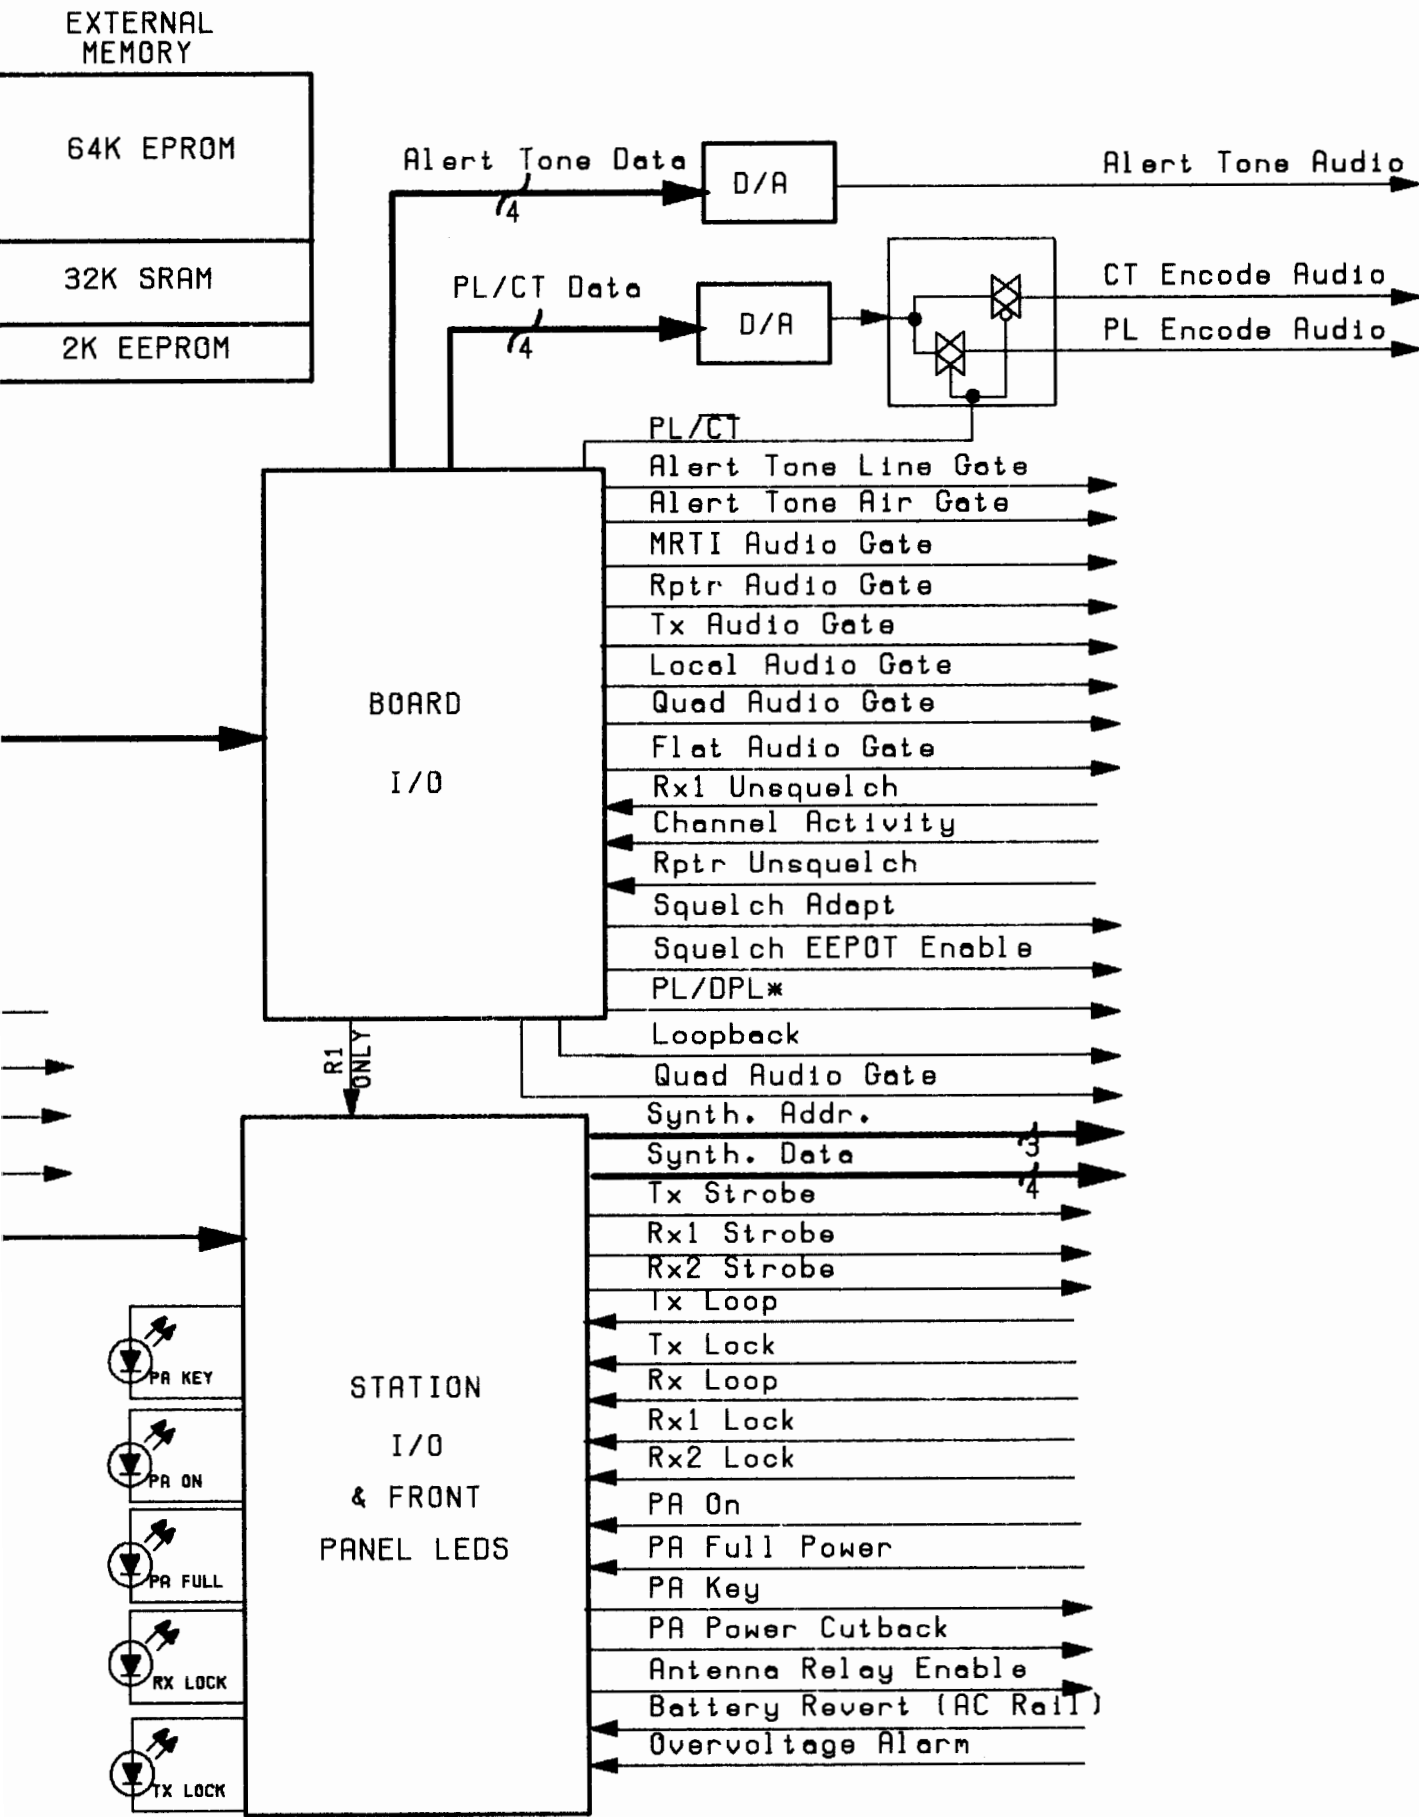 EXTERNAL
MEMORY
64K EPROM
32K SRAM
2K EEPROM
Alert Tone Data
4
D/A
Alert Tone Audio
PL/CT Data
4
D/A
CT Encode Audio
PL Encode Audio
PL/C̅T̅
Alert Tone Line Gate
Alert Tone Air Gate
MRTI Audio Gate
Rptr Audio Gate
Tx Audio Gate
Local Audio Gate
Quad Audio Gate
Flat Audio Gate
Rx1 Unsquelch
Channel Activity
Rptr Unsquelch
Squelch Adapt
Squelch EEPOT Enable
PL/DPL*
Loopback
Quad Audio Gate
BOARD
I/O
R1
ONLY
Synth. Addr.
3
Synth. Data
4
Tx Strobe
Rx1 Strobe
Rx2 Strobe
Tx Loop
Tx Lock
Rx Loop
Rx1 Lock
Rx2 Lock
PA On
PA Full Power
PA Key
PA Power Cutback
Antenna Relay Enable
Battery Revert (AC Rail)
Overvoltage Alarm
STATION
I/O
& FRONT
PANEL LEDS
PA KEY
PA ON
PA FULL
RX LOCK
TX LOCK